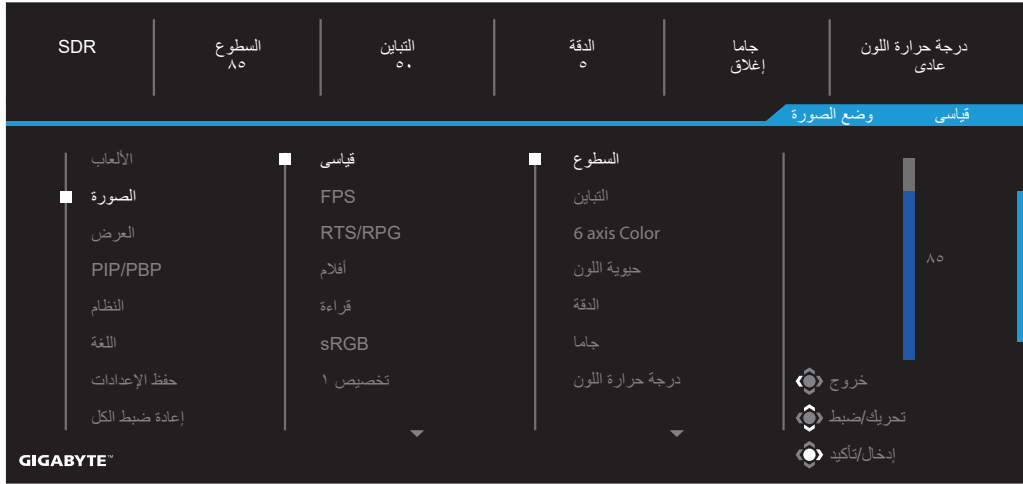 SDR
السطوع
٨٥
التباين
٥٠
الدقة
٥
جاما
إغلاق
درجة حرارة اللون
عادى
وضع الصورة
قياسى
الألعاب
الصورة
العرض
PIP/PBP
النظام
اللغة
حفظ الإعدادات
إعادة ضبط الكل
قياسى
FPS
RTS/RPG
أفلام
قراءة
sRGB
تخصيص ١
السطوع
التباين
6 axis Color
حيوية اللون
الدقة
جاما
درجة حرارة اللون
٨٥
خروج
تحريك/ضبط
إدخال/تأكيد
GIGABYTE™